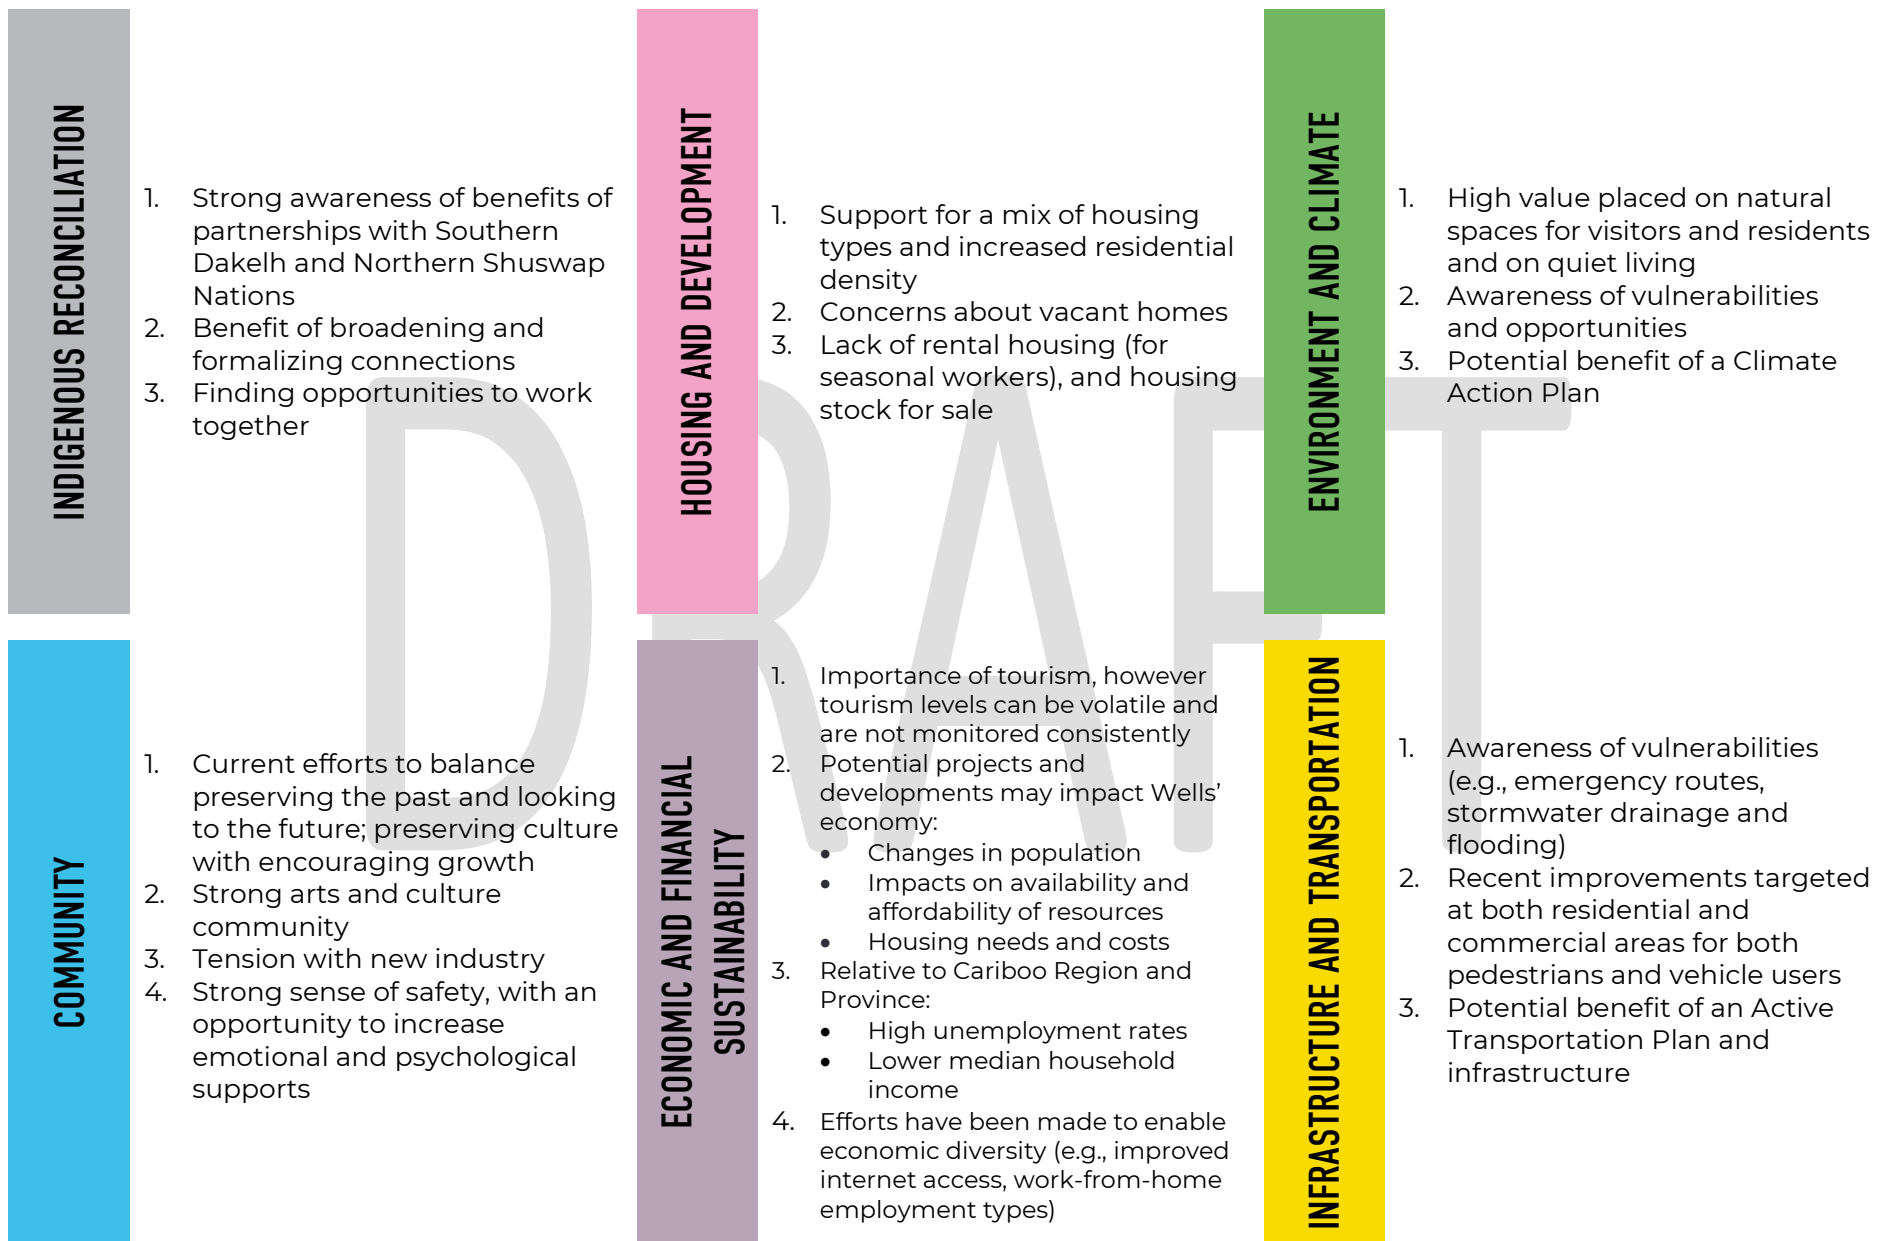 INDIGENOUS RECONCILIATION
1. Strong awareness of benefits of
partnerships with Southern
Dakelh and Northern Shuswap
Nations
2. Benefit of broadening and
formalizing connections
3. Finding opportunities to work
together
HOUSING AND DEVELOPMENT
1. Support for a mix of housing
types and increased residential
density
2. Concerns about vacant homes
3. Lack of rental housing (for
seasonal workers), and housing
stock for sale
ENVIRONMENT AND CLIMATE
1. High value placed on natural
spaces for visitors and residents
and on quiet living
2. Awareness of vulnerabilities
and opportunities
3. Potential benefit of a Climate
Action Plan
DRAFT
COMMUNITY
1. Current efforts to balance
preserving the past and looking
to the future; preserving culture
with encouraging growth
2. Strong arts and culture
community
3. Tension with new industry
4. Strong sense of safety, with an
opportunity to increase
emotional and psychological
supports
ECONOMIC AND FINANCIAL
SUSTAINABILITY
1. Importance of tourism, however
tourism levels can be volatile and
are not monitored consistently
2. Potential projects and
developments may impact Wells’
economy:
• Changes in population
• Impacts on availability and
affordability of resources
• Housing needs and costs
3. Relative to Cariboo Region and
Province:
• High unemployment rates
• Lower median household
income
4. Efforts have been made to enable
economic diversity (e.g., improved
internet access, work-from-home
employment types)
INFRASTRUCTURE AND TRANSPORTATION
1. Awareness of vulnerabilities
(e.g., emergency routes,
stormwater drainage and
flooding)
2. Recent improvements targeted
at both residential and
commercial areas for both
pedestrians and vehicle users
3. Potential benefit of an Active
Transportation Plan and
infrastructure